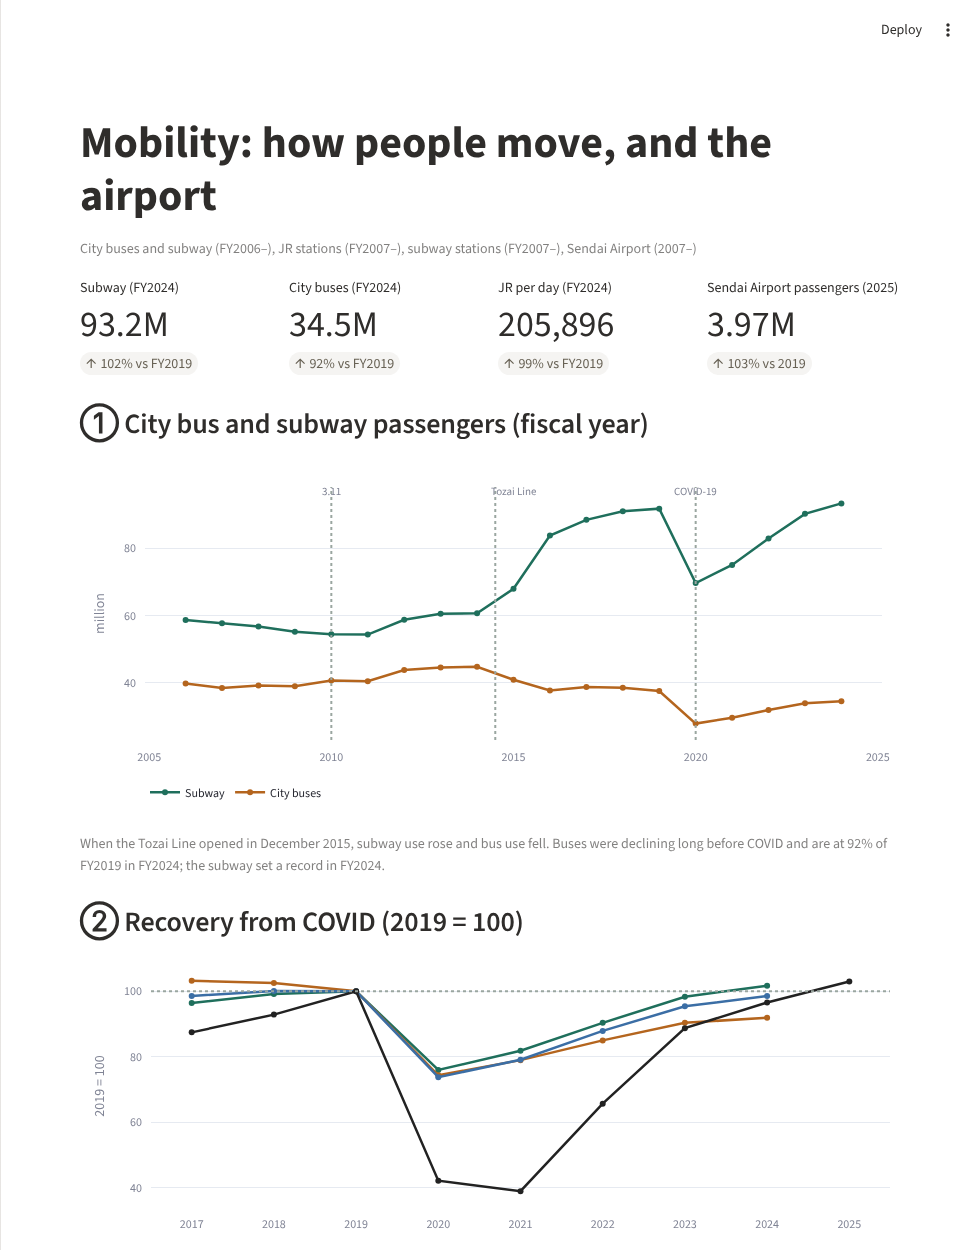 Deploy
Mobility: how people move, and the
airport
City buses and subway (FY2006–), JR stations (FY2007–), subway stations (FY2007–), Sendai Airport (2007–)
Subway (FY2024)
93.2M
↑ 102% vs FY2019
City buses (FY2024)
34.5M
↑ 92% vs FY2019
JR per day (FY2024)
205,896
↑ 99% vs FY2019
Sendai Airport passengers (2025)
3.97M
↑ 103% vs 2019
① City bus and subway passengers (fiscal year)
3.11
Tozai Line
COVID-19
80
60
40
million
2005
2010
2015
2020
2025
Subway
City buses
When the Tozai Line opened in December 2015, subway use rose and bus use fell. Buses were declining long before COVID and are at 92% of
FY2019 in FY2024; the subway set a record in FY2024.
② Recovery from COVID (2019 = 100)
100
80
60
40
2019 = 100
2017
2018
2019
2020
2021
2022
2023
2024
2025